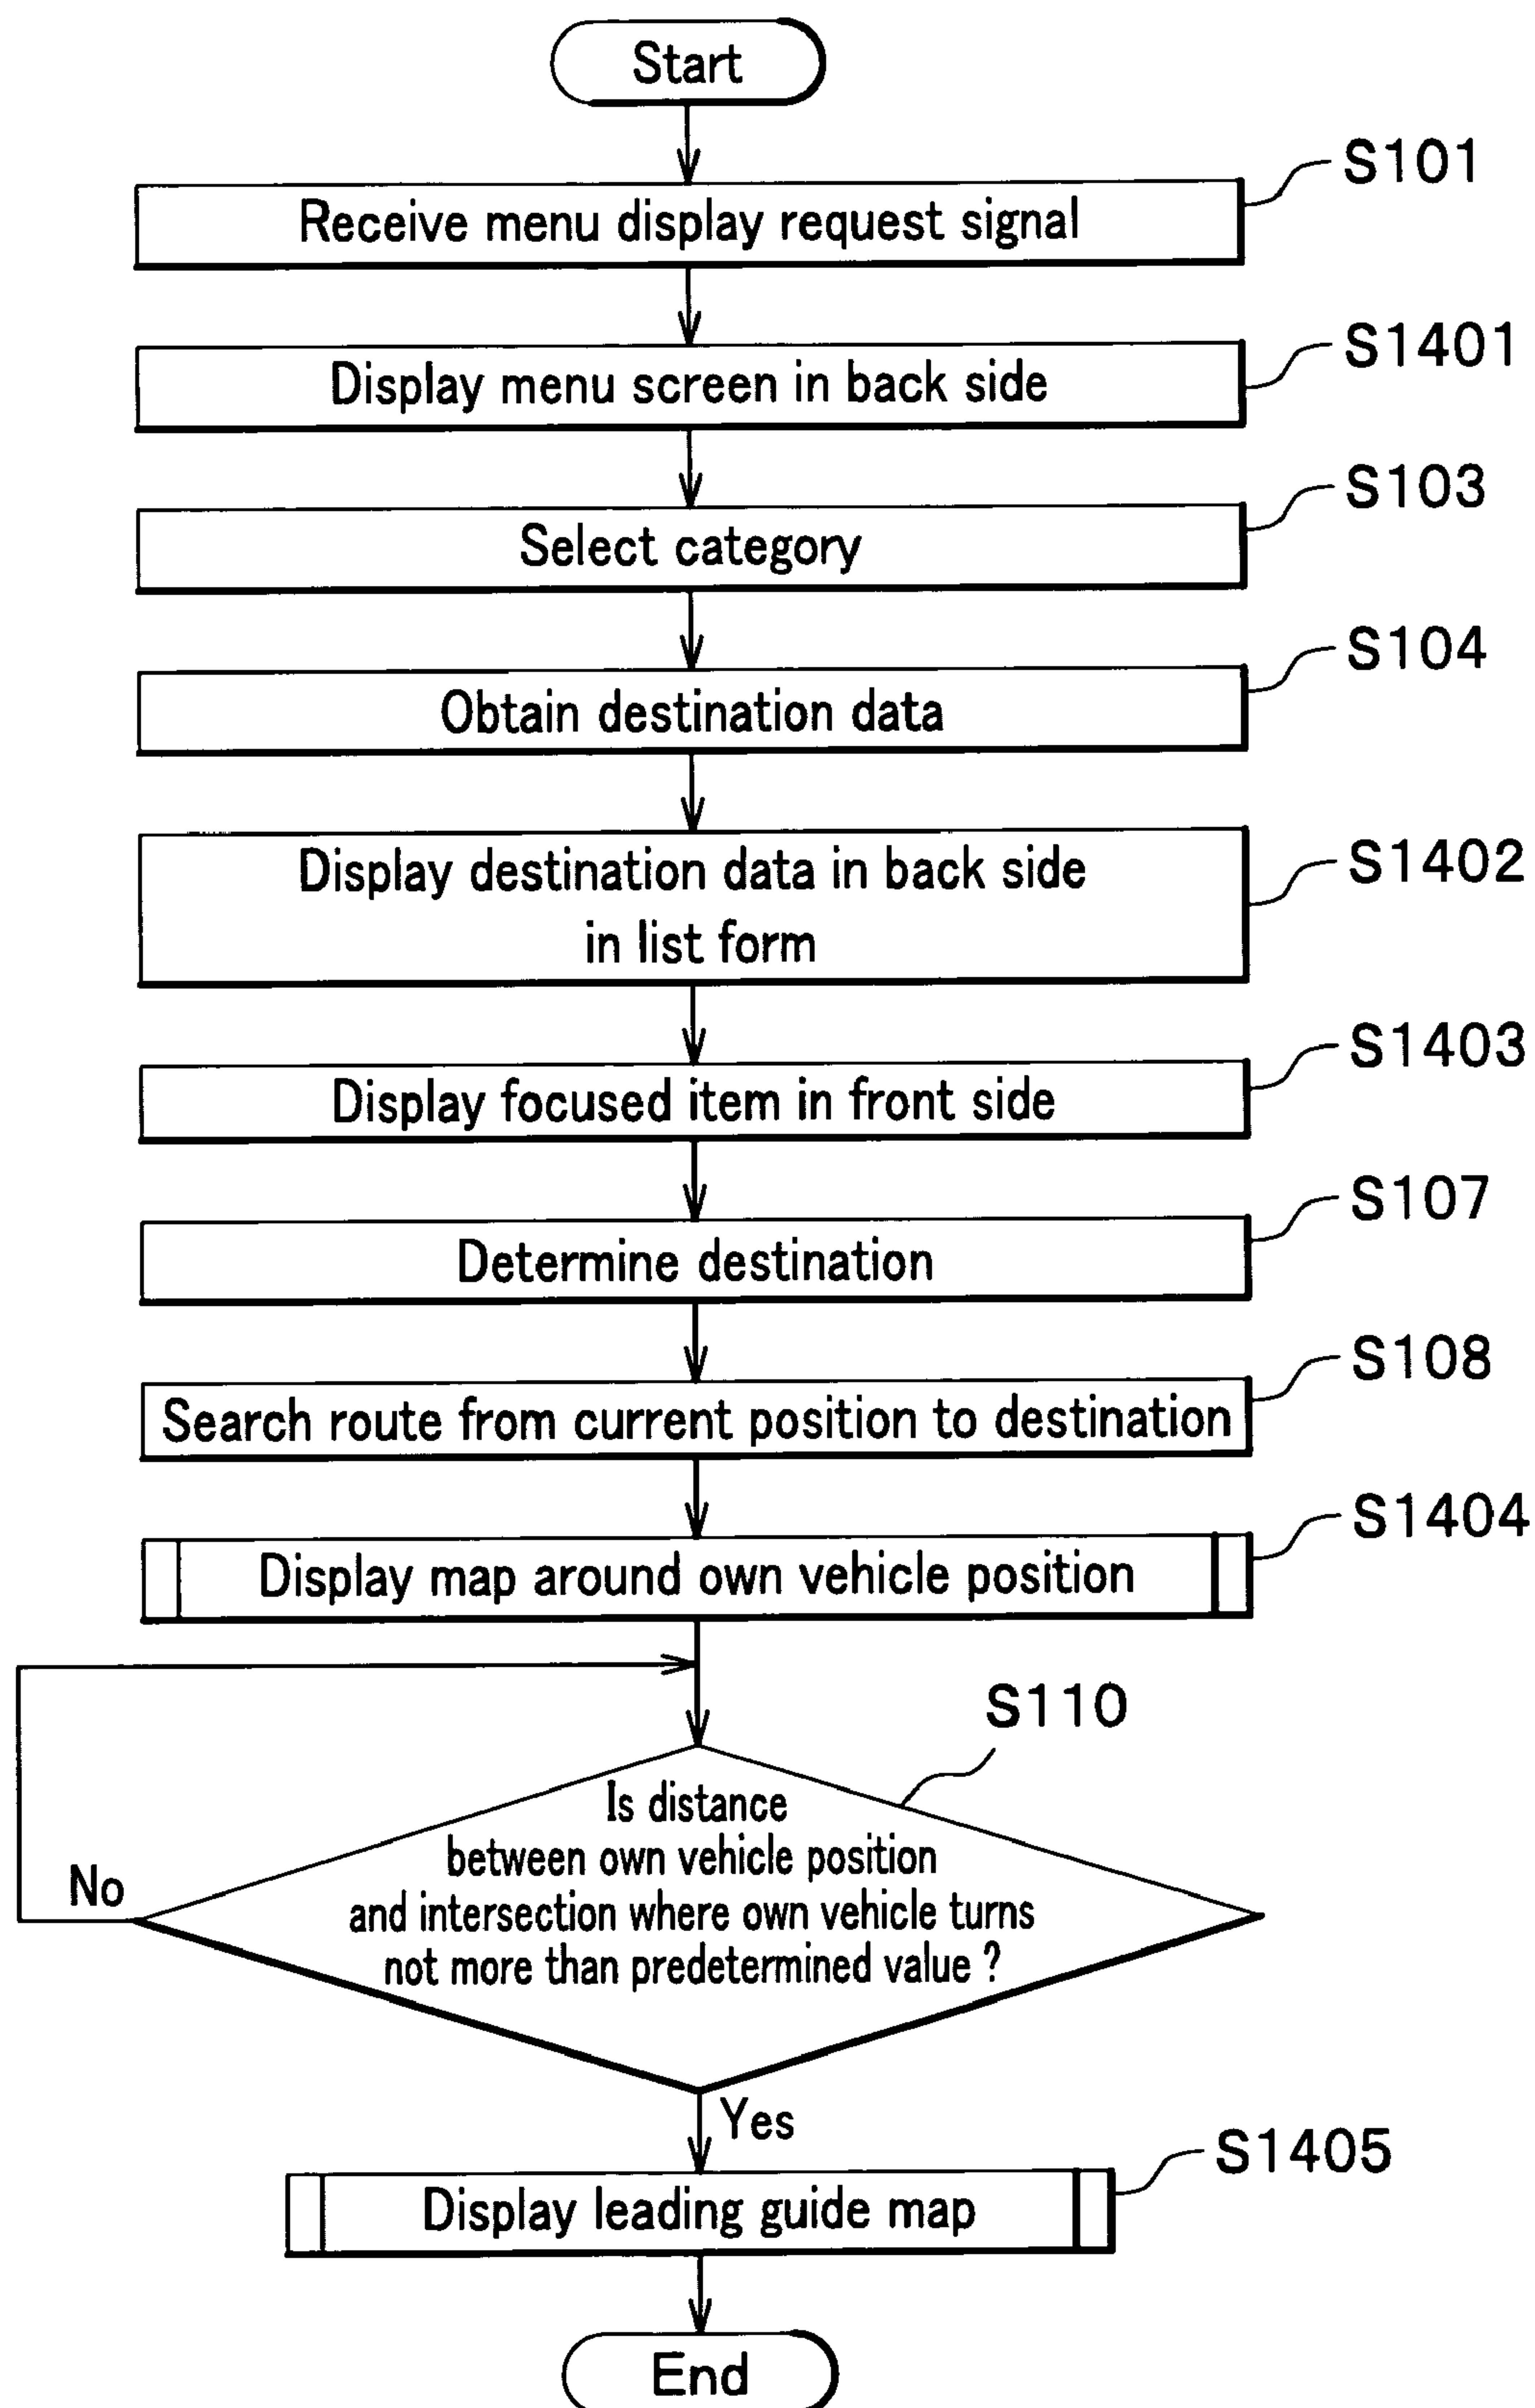 Start
S101
Receive menu display request signal
S1401
Display menu screen in back side
S103
Select category
S104
Obtain destination data
S1402
Display destination data in back side
in list form
S1403
Display focused item in front side
S107
Determine destination
S108
Search route from current position to destination
S1404
Display map around own vehicle position
S110
Is distance
between own vehicle position
and intersection where own vehicle turns
not more than predetermined value ?
No
Yes
S1405
Display leading guide map
End